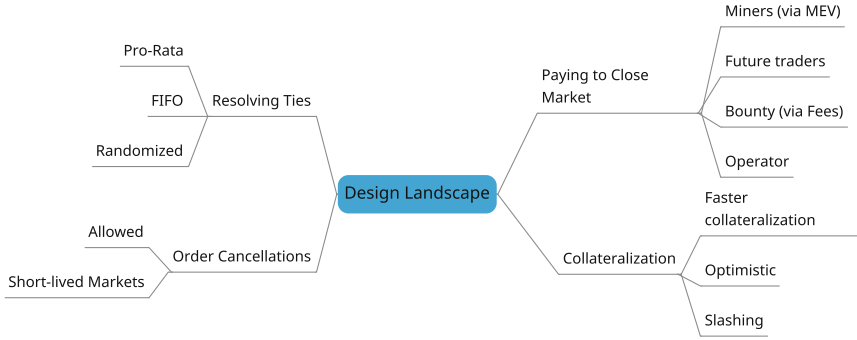 Design Landscape
Resolving Ties
Pro-Rata
FIFO
Randomized
Order Cancellations
Allowed
Short-lived Markets
Paying to Close
Market
Miners (via MEV)
Future traders
Bounty (via Fees)
Operator
Collateralization
Faster
collateralization
Optimistic
Slashing